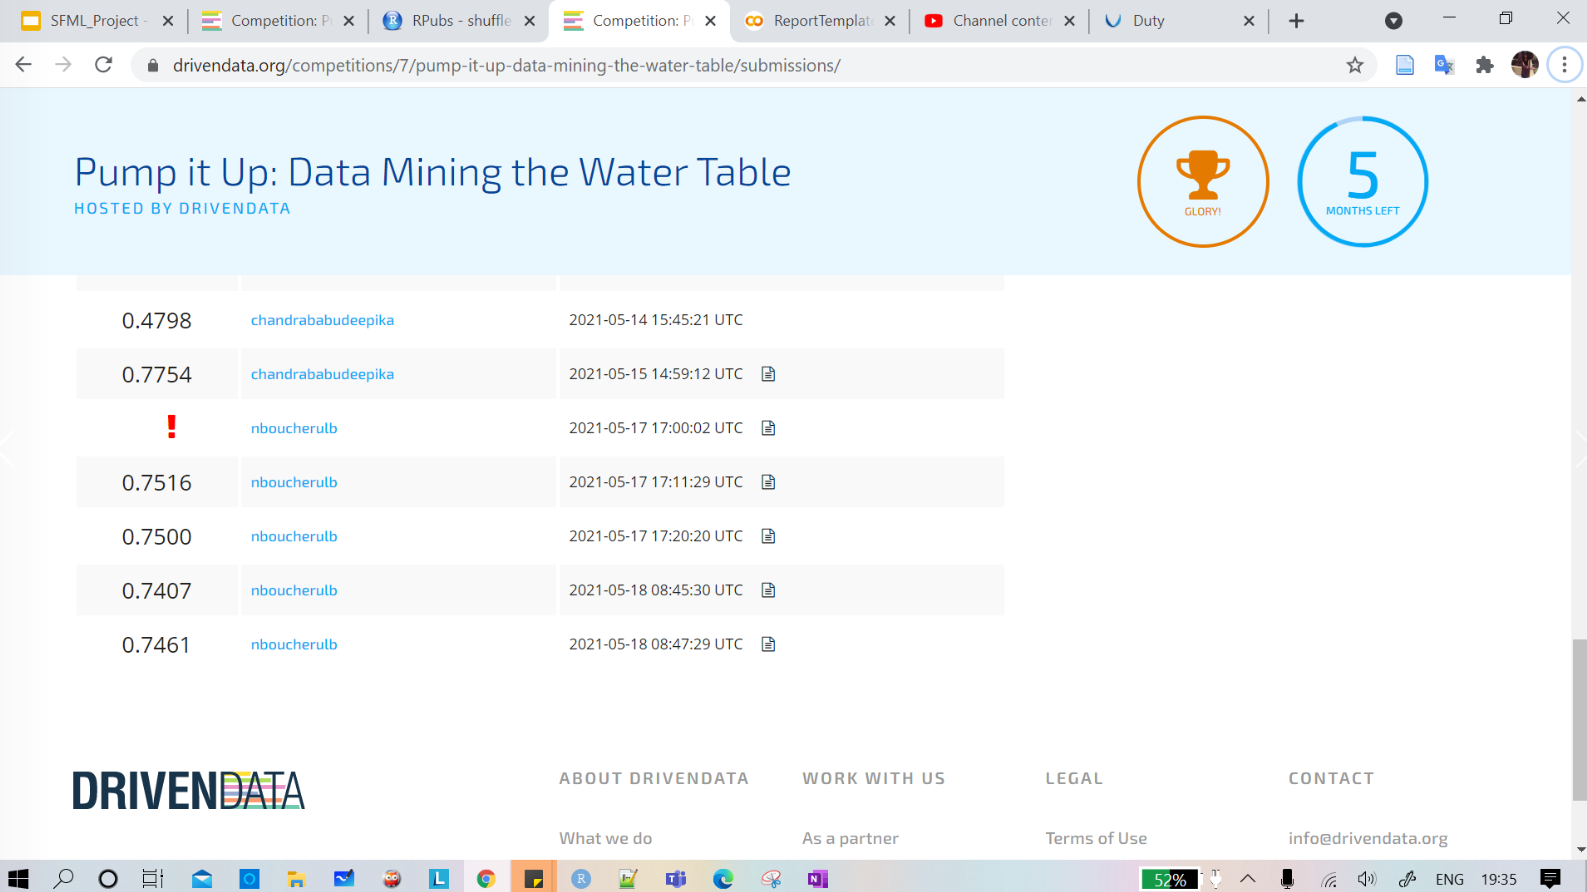 SFML_Project -
Competition: Pu
RPubs - shuffle
Competition: P
ReportTemplat
Channel conter
Duty
drivendata.org/competitions/7/pump-it-up-data-mining-the-water-table/submissions/
Pump it Up: Data Mining the Water Table
HOSTED BY DRIVENDATA
GLORY!
5
MONTHS LEFT
0.4798 chandrababudeepika 2021-05-14 15:45:21 UTC
0.7754 chandrababudeepika 2021-05-15 14:59:12 UTC
! nboucherulb 2021-05-17 17:00:02 UTC
0.7516 nboucherulb 2021-05-17 17:11:29 UTC
0.7500 nboucherulb 2021-05-17 17:20:20 UTC
0.7407 nboucherulb 2021-05-18 08:45:30 UTC
0.7461 nboucherulb 2021-05-18 08:47:29 UTC
DRIVENDATA
ABOUT DRIVENDATA WORK WITH US LEGAL CONTACT
What we do As a partner Terms of Use info@drivendata.org
52% ENG 19:35